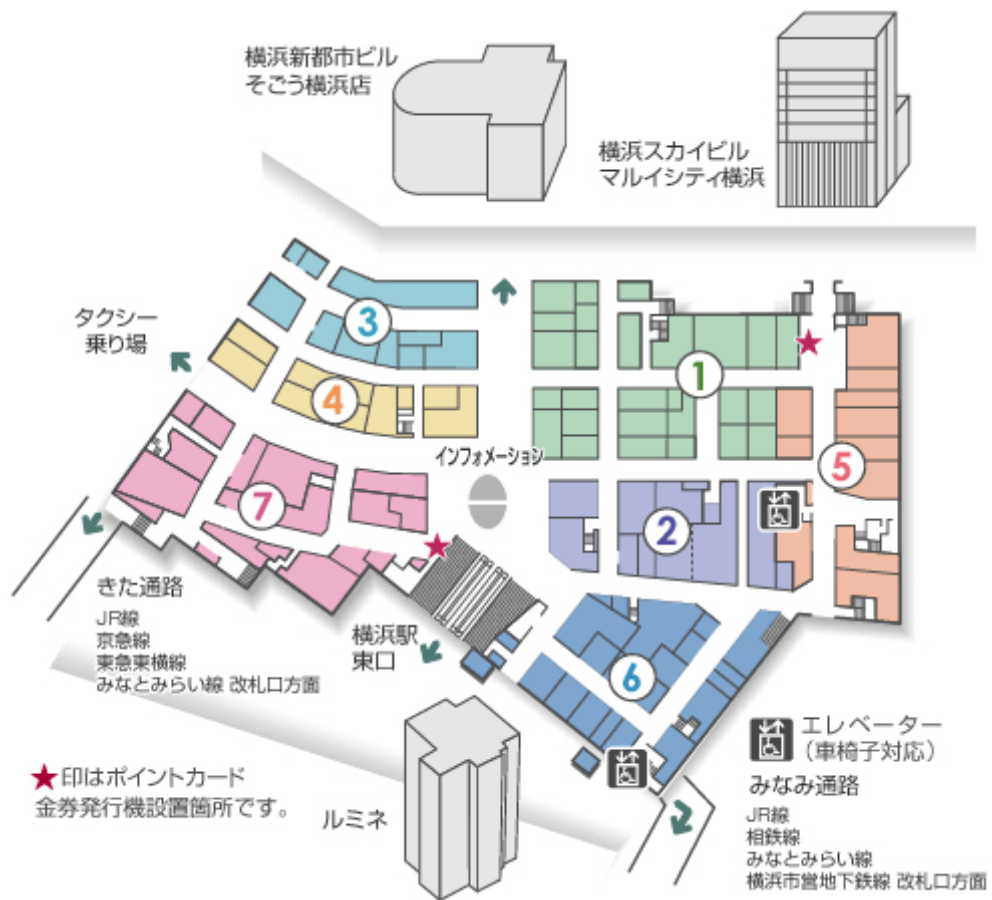 横浜新都市ビル
そごう横浜店
横浜スカイビル
マルイシティ横浜
タクシー
乗り場
3
1
4
5
インフォメーション
7
2
きた通路
JR線
京急線
東急東横線
みなとみらい線 改札口方面
横浜駅
東口
6
★印はポイントカード
金券発行機設置箇所です。
ルミネ
エレベーター
（車椅子対応）
みなみ通路
JR線
相鉄線
みなとみらい線
横浜市営地下鉄線 改札口方面